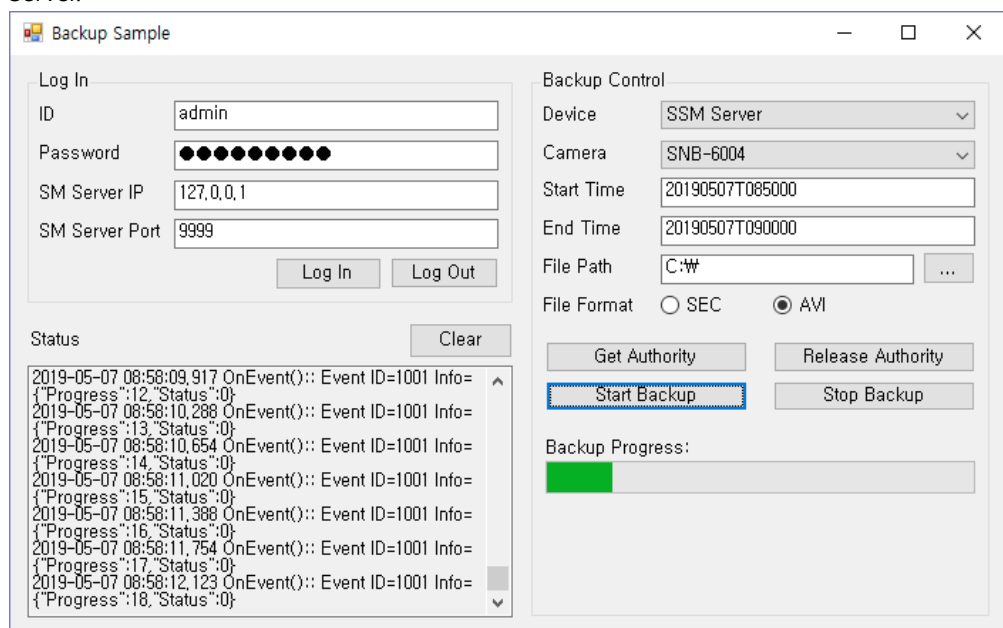 Server.
Backup Sample
Log In
ID
admin
Password
●●●●●●●●●
SM Server IP
127,0,0,1
SM Server Port
9999
Log In
Log Out
Status
Clear
2019-05-07 08:58:09,917 OnEvent():: Event ID=1001 Info=
{"Progress":12,"Status":0}
2019-05-07 08:58:10,288 OnEvent():: Event ID=1001 Info=
{"Progress":13,"Status":0}
2019-05-07 08:58:10,654 OnEvent():: Event ID=1001 Info=
{"Progress":14,"Status":0}
2019-05-07 08:58:11,020 OnEvent():: Event ID=1001 Info=
{"Progress":15,"Status":0}
2019-05-07 08:58:11,388 OnEvent():: Event ID=1001 Info=
{"Progress":16,"Status":0}
2019-05-07 08:58:11,754 OnEvent():: Event ID=1001 Info=
{"Progress":17,"Status":0}
2019-05-07 08:58:12,123 OnEvent():: Event ID=1001 Info=
{"Progress":18,"Status":0}
Backup Control
Device
SSM Server
Camera
SNB-6004
Start Time
20190507T085000
End Time
20190507T090000
File Path
C:₩
...
File Format
SEC
AVI
Get Authority
Release Authority
Start Backup
Stop Backup
Backup Progress: